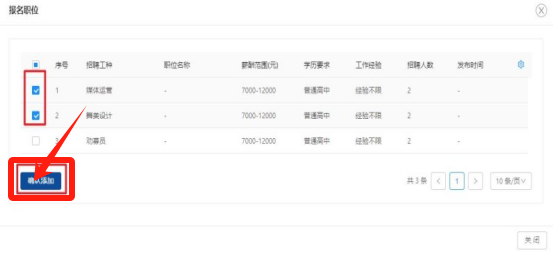 报名职位
序号 招聘工种 职位名称 薪酬范围(元) 学历要求 工作经验 招聘人数 发布时间
1 媒体运营 - 7000-12000 普通高中 经验不限 2 -
2 舞美设计 - 7000-12000 普通高中 经验不限 2 -
劝募员 - 7000-12000 普通高中 经验不限 2 -
确认添加 共3条 < 1 > 10条/页
关闭